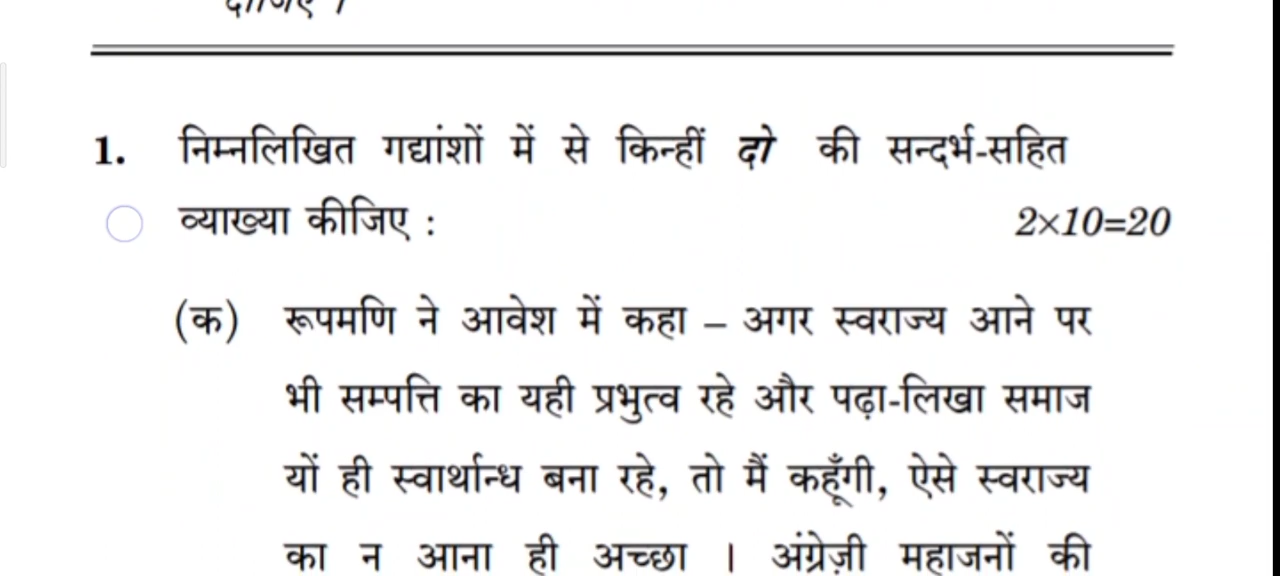 1. निम्नलिखित गद्यांशों में से किन्हीं दो की सन्दर्भ-सहित
व्याख्या कीजिए : 2×10=20
(क) रूपमणि ने आवेश में कहा – अगर स्वराज्य आने पर
भी सम्पत्ति का यही प्रभुत्व रहे और पढ़ा-लिखा समाज
यों ही स्वार्थान्ध बना रहे, तो मैं कहूँगी, ऐसे स्वराज्य
का न आना ही अच्छा । अंग्रेज़ी महाजनों की